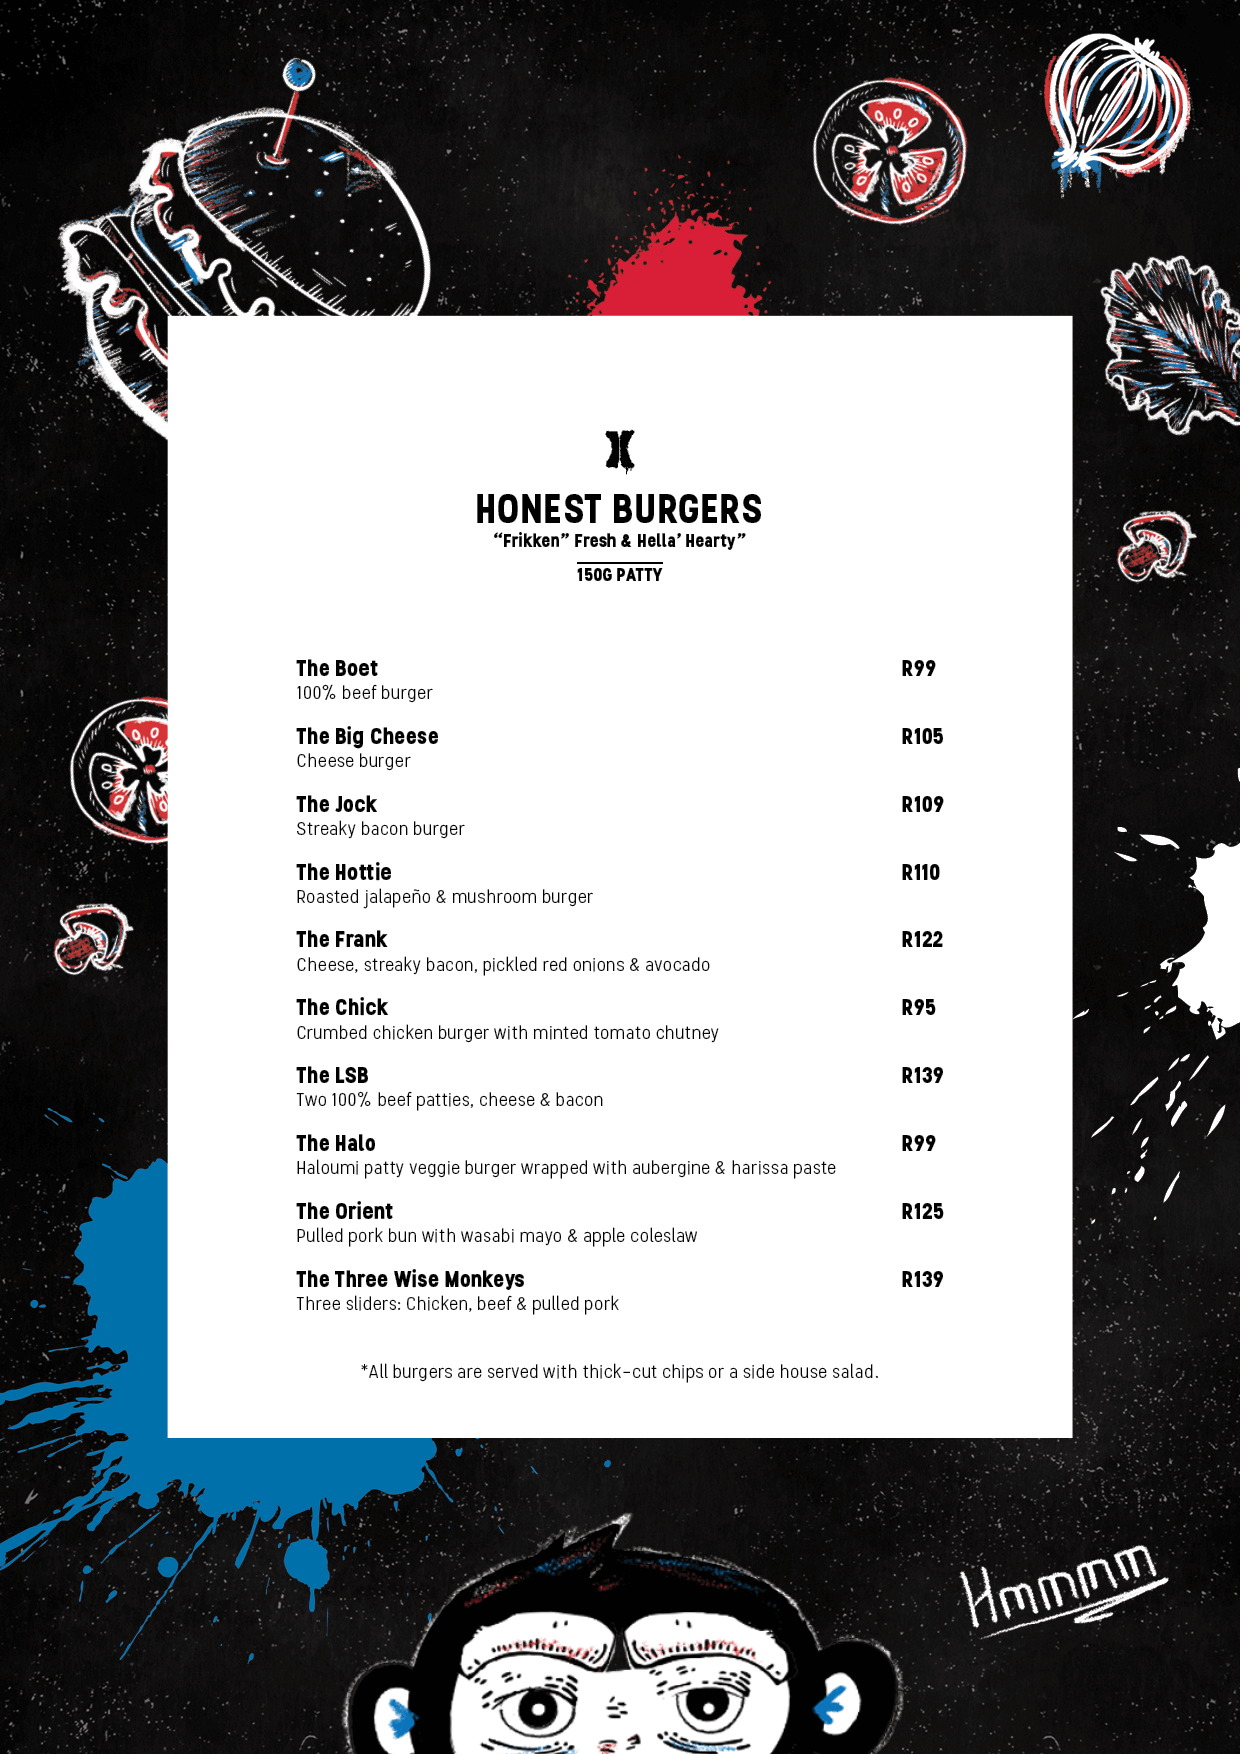 HONEST BURGERS
“Frikken” Fresh & Hella’ Hearty”
150G PATTY
The Boet R99
100% beef burger
The Big Cheese R105
Cheese burger
The Jock R109
Streaky bacon burger
The Hottie R110
Roasted jalapeño & mushroom burger
The Frank R122
Cheese, streaky bacon, pickled red onions & avocado
The Chick R95
Crumbed chicken burger with minted tomato chutney
The LSB R139
Two 100% beef patties, cheese & bacon
The Halo R99
Haloumi patty veggie burger wrapped with aubergine & harissa paste
The Orient R125
Pulled pork bun with wasabi mayo & apple coleslaw
The Three Wise Monkeys R139
Three sliders: Chicken, beef & pulled pork
*All burgers are served with thick-cut chips or a side house salad.
Hmmmm